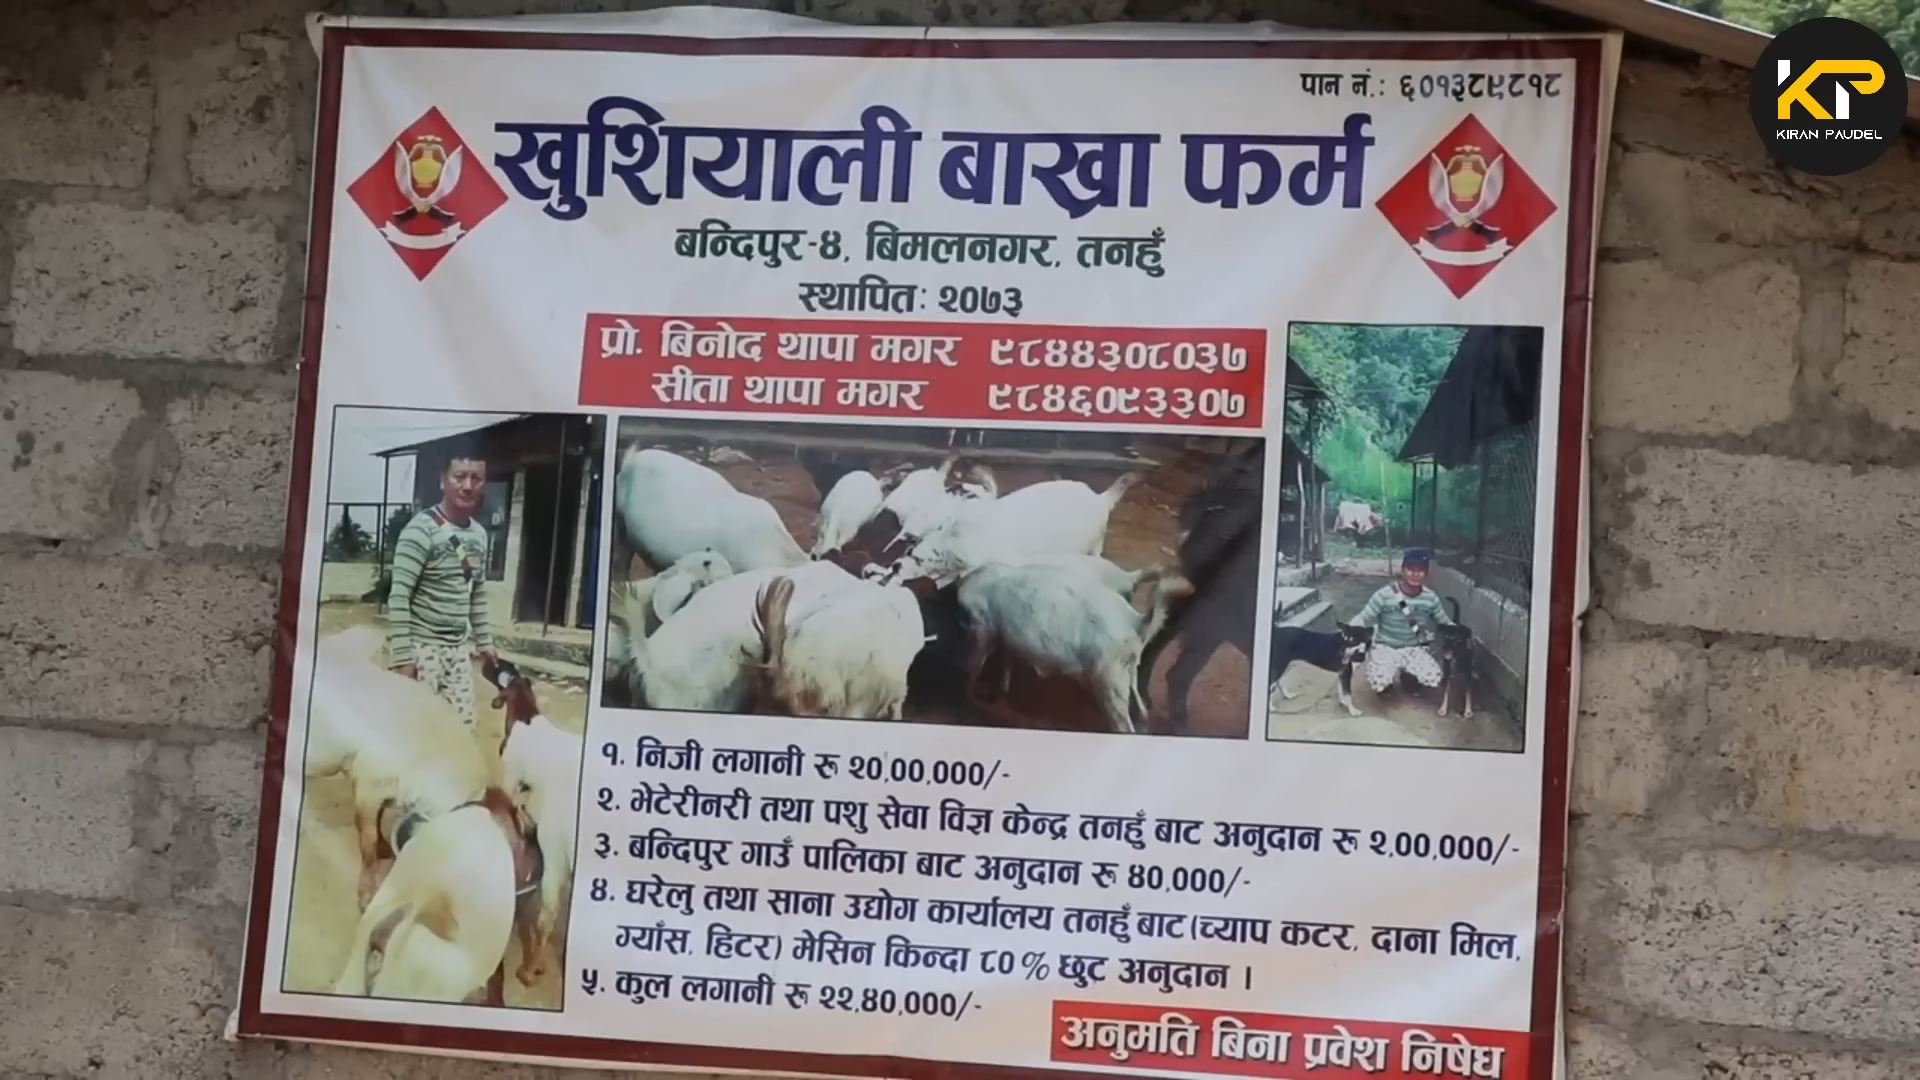 पान नं.: ६०१३८९८१८
KP
KIRAN PAUDEL
खुशियाली बाख्रा फर्म
बन्दिपुर-४, बिमलनगर, तनहुँ
स्थापित: २०७३
प्रो. बिनोद थापा मगर ९८४४३०८०३७
सीता थापा मगर ९८४६०९३३०७
१. निजी लगानी रू २०,००,०००/-
२. भेटेरीनरी तथा पशु सेवा विज्ञ केन्द्र तनहुँ बाट अनुदान रू २,००,०००/-
३. बन्दिपुर गाउँ पालिका बाट अनुदान रू ४०,०००/-
४. घरेलु तथा साना उद्योग कार्यालय तनहुँ बाट (च्याप कटर, दाना मिल,
ग्याँस, हिटर) मेसिन किन्दा ८०% छुट अनुदान ।
५. कुल लगानी रू २२,४०,०००/-
अनुमति बिना प्रवेश निषेध